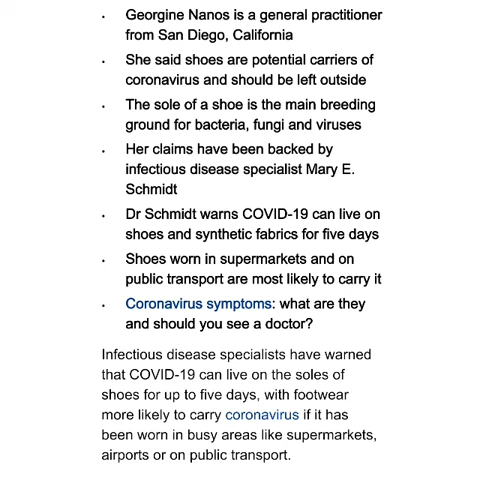 Georgine Nanos is a general practitioner
from San Diego, California
She said shoes are potential carriers of
coronavirus and should be left outside
The sole of a shoe is the main breeding
ground for bacteria, fungi and viruses
Her claims have been backed by
infectious disease specialist Mary E.
Schmidt
Dr Schmidt warns COVID-19 can live on
shoes and synthetic fabrics for five days
Shoes worn in supermarkets and on
public transport are most likely to carry it
Coronavirus symptoms: what are they
and should you see a doctor?
Infectious disease specialists have warned
that COVID-19 can live on the soles of
shoes for up to five days, with footwear
more likely to carry coronavirus if it has
been worn in busy areas like supermarkets,
airports or on public transport.